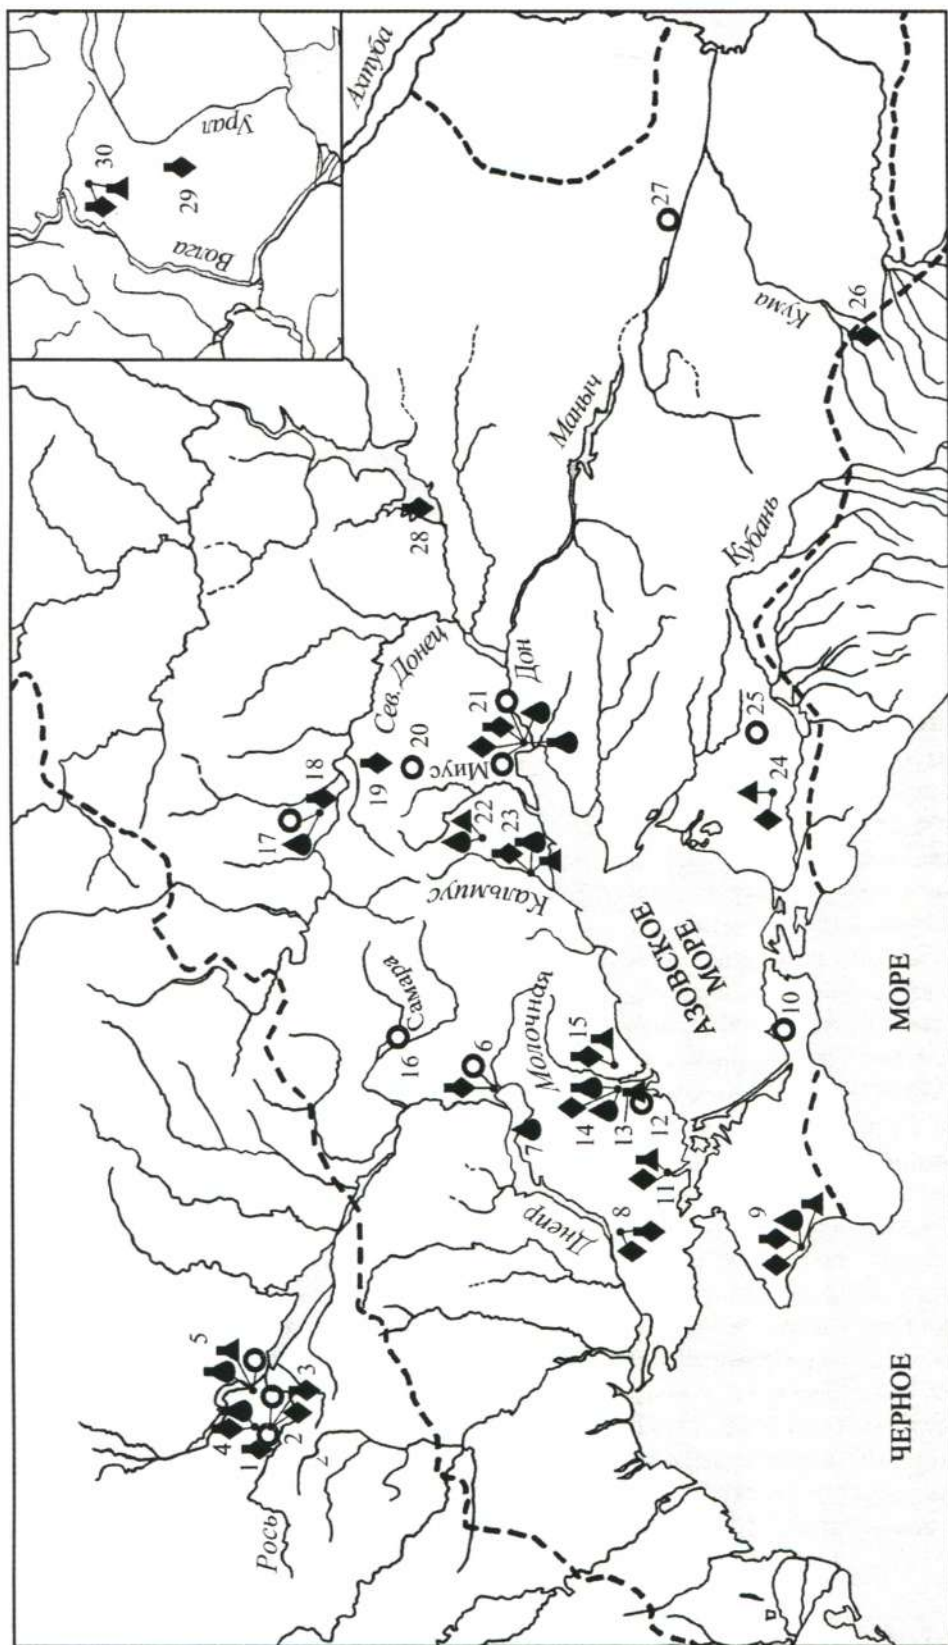 Волга
Урал
30
29
Ахтуба
Рось
1
2
3
4
5
Днепр
6
7
8
9
10
11
12
13
14
15
16
Самара
Молочная
17
18
19
20
21
22
23
Сев. Донец
Миус
Кальмиус
Дон
28
Маныч
27
Кума
26
Кубань
25
24
АЗОВСКОЕ
МОРЕ
ЧЕРНОЕ
МОРЕ